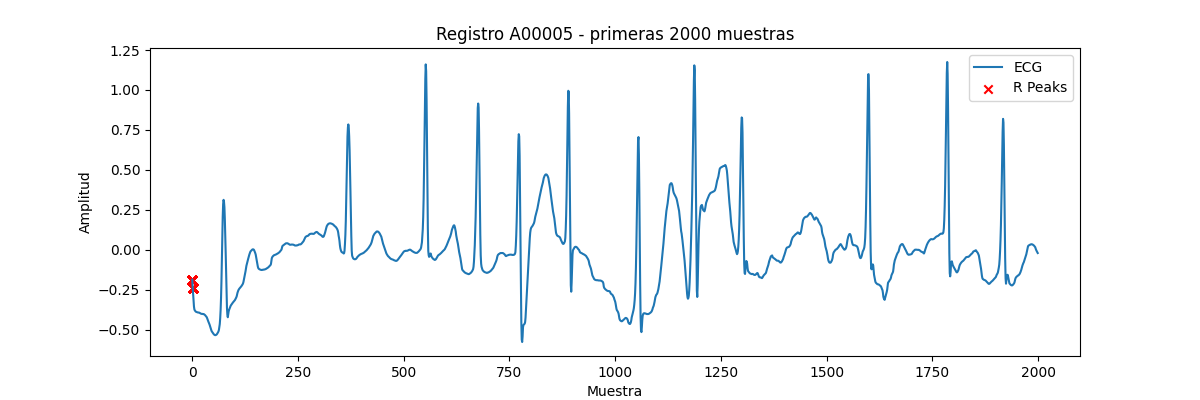 Registro A00005 - primeras 2000 muestras
ECG
R Peaks
Amplitud
1.25
1.00
0.75
0.50
0.25
0.00
−0.25
−0.50
0 250 500 750 1000 1250 1500 1750 2000
Muestra